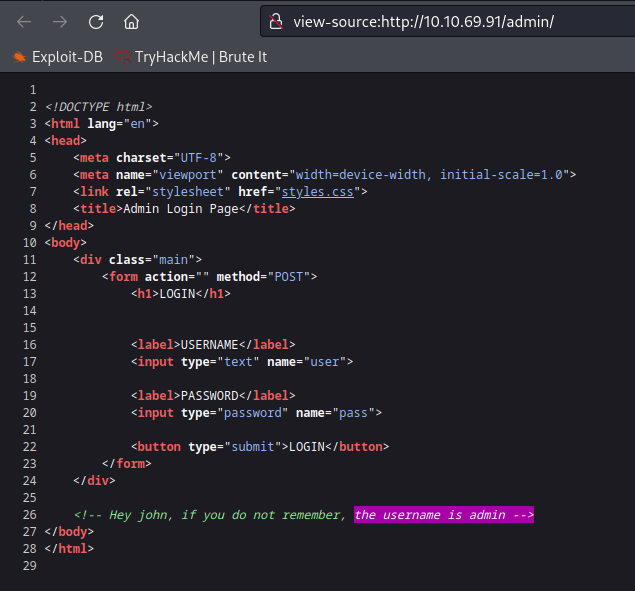 view-source:http://10.10.69.91/admin/
Exploit-DB TryHackMe | Brute It
1
2 <!DOCTYPE html>
3 <html lang="en">
4 <head>
5 <meta charset="UTF-8">
6 <meta name="viewport" content="width=device-width, initial-scale=1.0">
7 <link rel="stylesheet" href="styles.css">
8 <title>Admin Login Page</title>
9 </head>
10 <body>
11 <div class="main">
12 <form action="" method="POST">
13 <h1>LOGIN</h1>
14
15
16 <label>USERNAME</label>
17 <input type="text" name="user">
18
19 <label>PASSWORD</label>
20 <input type="password" name="pass">
21
22 <button type="submit">LOGIN</button>
23 </form>
24 </div>
25
26 <!-- Hey john, if you do not remember, the username is admin -->
27 </body>
28 </html>
29